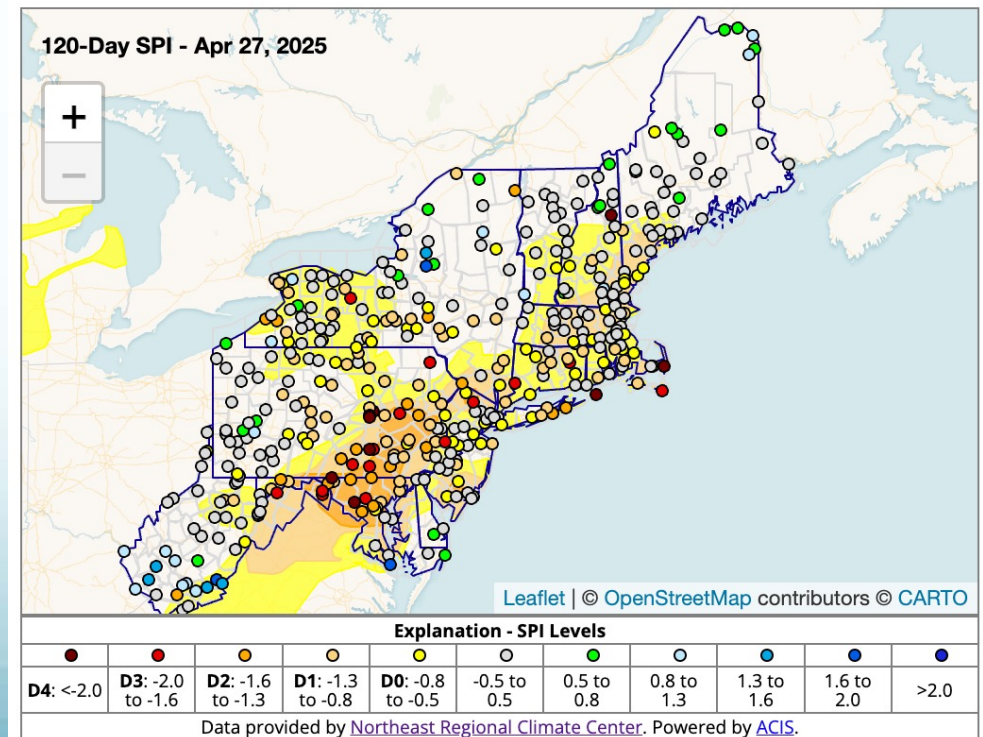 120-Day SPI - Apr 27, 2025
+
−
Leaflet | © OpenStreetMap contributors © CARTO
Explanation - SPI Levels
D4: <-2.0 D3: -2.0 to -1.6 D2: -1.6 to -1.3 D1: -1.3 to -0.8 D0: -0.8 to -0.5 -0.5 to 0.5 0.5 to 0.8 0.8 to 1.3 1.3 to 1.6 1.6 to 2.0 >2.0
Data provided by Northeast Regional Climate Center. Powered by ACIS.